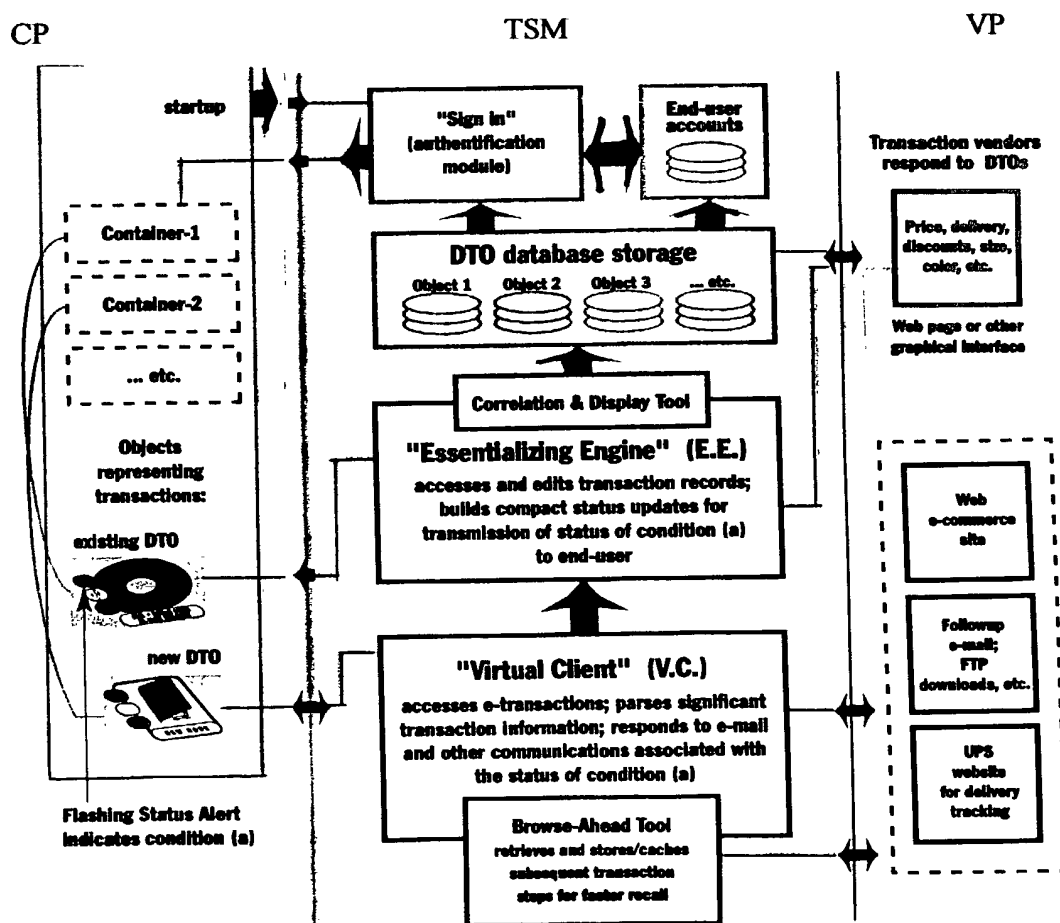 CP
TSM
VP
startup
"Sign in"
(authentification
module)
End-user
accounts
Transaction vendors
respond to DTOs
Price, delivery,
discounts, size,
color, etc.
Web page or other
graphical interface
Container-1
Container-2
... etc.
DTO database storage
Object 1 Object 2 Object 3 ... etc.
Correlation & Display Tool
"Essentializing Engine" (E.E.)
accesses and edits transaction records;
builds compact status updates for
transmission of status of condition (a)
to end-user
Objects
representing
transactions:
existing DTO
new DTO
Flashing Status Alert
indicates condition (a)
"Virtual Client" (V.C.)
accesses e-transactions; parses significant
transaction information; responds to e-mail
and other communications associated with
the status of condition (a)
Browse-Ahead Tool
retrieves and stores/caches
subsequent transaction
steps for faster recall
Web
e-commerce
site
Followup
e-mail;
FTP
downloads, etc.
UPS
website
for delivery
tracking